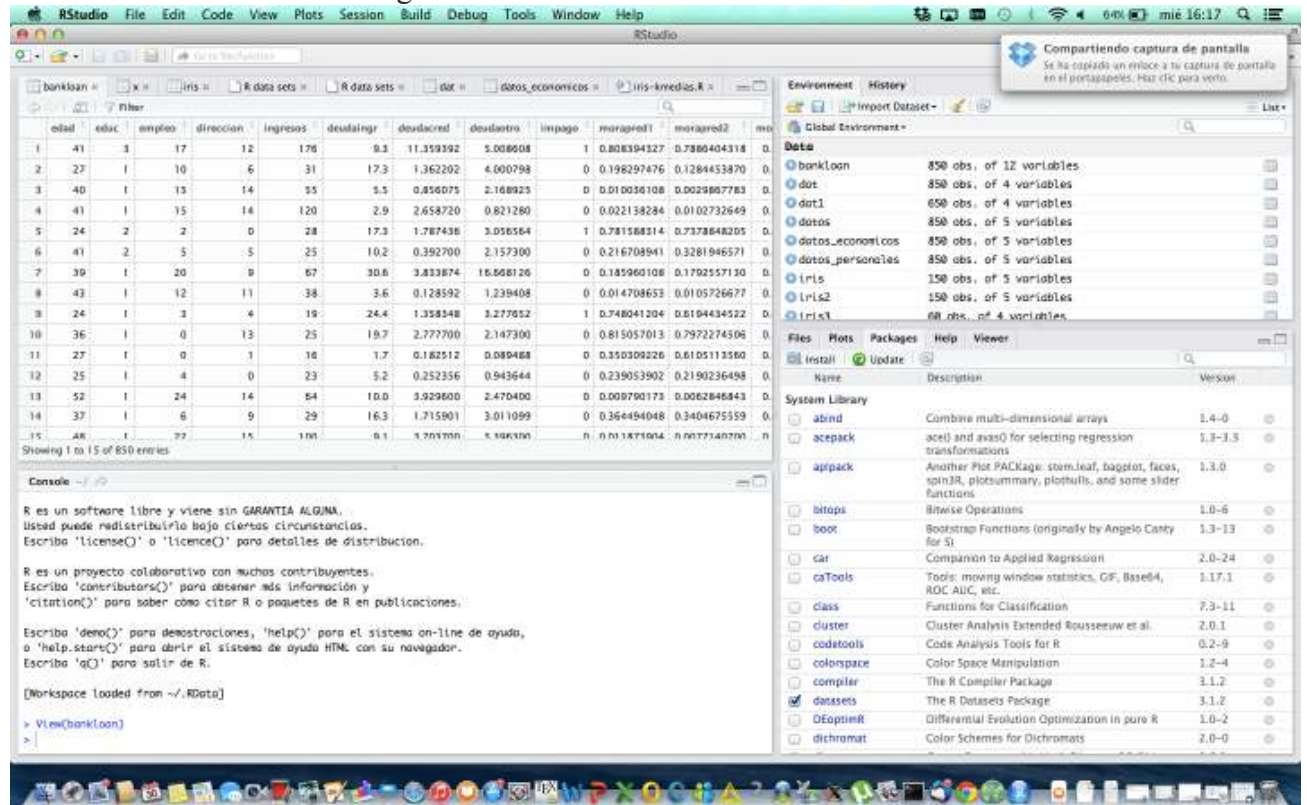 RStudio File Edit Code View Plots Session Build Debug Tools Window Help mié 16:17
RStudio
Compartiendo captura de pantalla
Se ha copiado un enlace a tu captura de pantalla
en el portapapeles. Haz clic para verlo.
bankloan x iris R data sets R data sets dat datos_economicos iris-kmedias.R
Filter
edad educ empleo direccion ingresos deudaingr deudacred deudaotro impago morapred1 morapred2 mo
1 41 3 17 12 176 9.3 11.359392 5.008608 1 0.808394327 0.7886404318 0.
2 27 1 10 6 31 17.3 1.362202 4.000798 0 0.198297476 0.1284453870 0.
3 40 1 15 14 55 5.5 0.856075 2.168925 0 0.010036108 0.0029867783 0.
4 41 1 15 14 120 2.9 2.658720 0.821280 0 0.022138284 0.0102732649 0.
5 24 2 2 0 28 17.3 1.787436 3.056564 1 0.781588314 0.7378848205 0.
6 41 2 5 5 25 10.2 0.392700 2.157300 0 0.216708941 0.3281946571 0.
7 39 1 20 9 67 30.6 3.833874 16.668126 0 0.185960108 0.1792557130 0.
8 43 1 12 11 38 3.6 0.128592 1.239408 0 0.014708653 0.0105726677 0.
9 24 1 3 4 19 24.4 1.358348 3.277652 1 0.748041204 0.6194434522 0.
10 36 1 0 13 25 19.7 2.777700 2.147300 0 0.815057013 0.7972274506 0.
11 27 1 0 1 16 1.7 0.182512 0.089488 0 0.350309226 0.6105113560 0.
12 25 1 4 0 23 5.2 0.252356 0.943644 0 0.239053902 0.2190236498 0.
13 52 1 24 14 64 10.0 3.929600 2.470400 0 0.009790173 0.0062846843 0.
14 37 1 6 9 29 16.3 1.715901 3.011099 0 0.364494048 0.3404675559 0.
15 48 1 22 15 100 9.1
Showing 1 to 15 of 850 entries
Environment History
Import Dataset List
Global Environment
Data
bankloan 850 obs. of 12 variables
dat 850 obs. of 4 variables
dat1 650 obs. of 4 variables
datos 850 obs. of 5 variables
datos_economicos 850 obs. of 5 variables
datos_personales 850 obs. of 5 variables
iris 150 obs. of 5 variables
iris2 150 obs. of 5 variables
iris3 60 obs. of 4 variables
Console ~/
R es un software libre y viene sin GARANTIA ALGUNA.
Usted puede redistribuirlo bajo ciertas circunstancias.
Escriba 'license()' o 'licence()' para detalles de distribucion.
R es un proyecto colaborativo con muchos contribuyentes.
Escriba 'contributors()' para obtener más información y
'citation()' para saber cómo citar R o paquetes de R en publicaciones.
Escriba 'demo()' para demostraciones, 'help()' para el sistema on-line de ayuda,
o 'help.start()' para abrir el sistema de ayuda HTML con su navegador.
Escriba 'q()' para salir de R.
[Workspace loaded from ~/.RData]
> View(bankloan)
>
Files Plots Packages Help Viewer
Install Update
Name Description Version
System Library
abind Combine multi-dimensional arrays 1.4-0
acepack ace() and avas() for selecting regression 1.3-3.3
transformations
aplpack Another Plot PACKage: stem.leaf, bagplot, faces, 1.3.0
spin3R, plotsummary, plothulls, and some slider
functions
bitops Bitwise Operations 1.0-6
boot Bootstrap Functions (originally by Angelo Canty 1.3-13
for S)
car Companion to Applied Regression 2.0-24
caTools Tools: moving window statistics, GIF, Base64, 1.17.1
ROC AUC, etc.
class Functions for Classification 7.3-11
cluster Cluster Analysis Extended Rousseeuw et al. 2.0.1
codetools Code Analysis Tools for R 0.2-9
colorspace Color Space Manipulation 1.2-4
compiler The R Compiler Package 3.1.2
datasets The R Datasets Package 3.1.2
DEoptimR Differential Evolution Optimization in pure R 1.0-2
dichromat Color Schemes for Dichromats 2.0-0